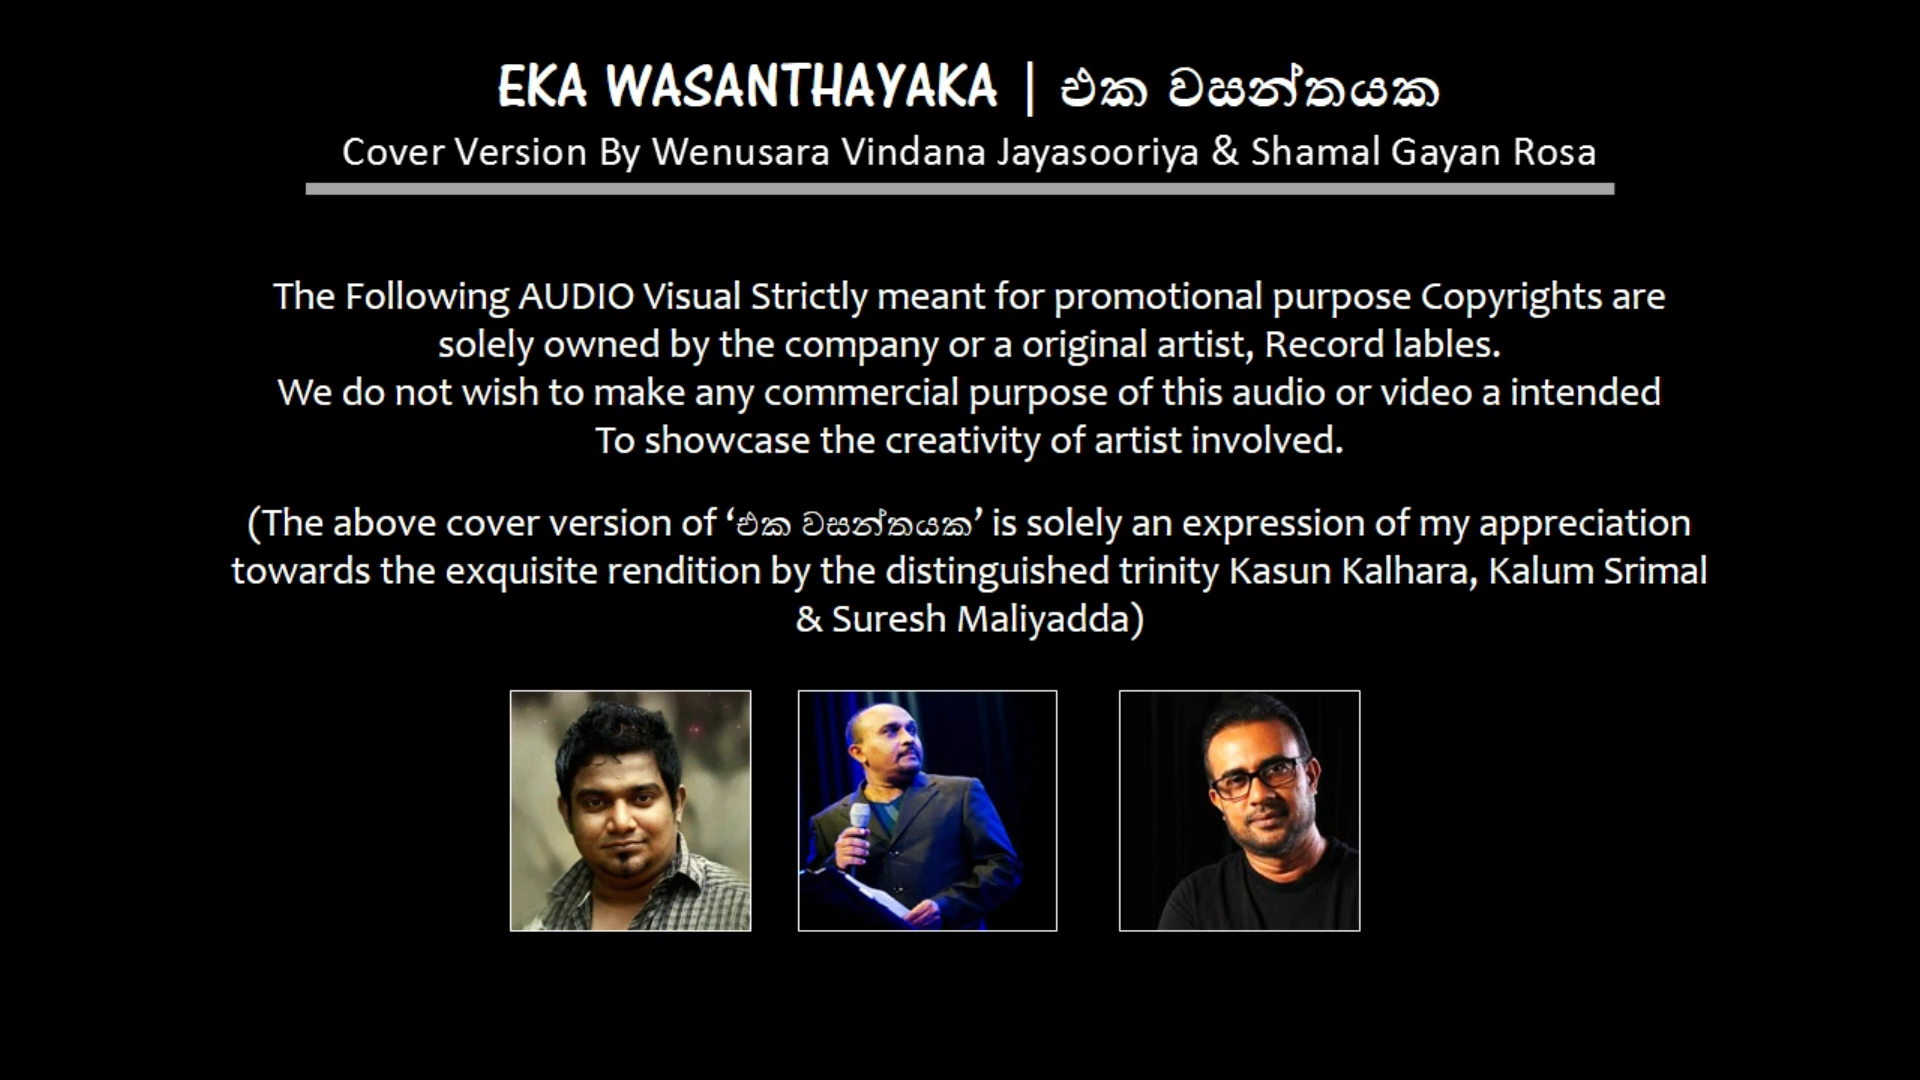 EKA WASANTHAYAKA | එක වසන්තයක
Cover Version By Wenusara Vindana Jayasooriya & Shamal Gayan Rosa
The Following AUDIO Visual Strictly meant for promotional purpose Copyrights are
solely owned by the company or a original artist, Record lables.
We do not wish to make any commercial purpose of this audio or video a intended
To showcase the creativity of artist involved.
(The above cover version of ‘එක වසන්තයක’ is solely an expression of my appreciation
towards the exquisite rendition by the distinguished trinity Kasun Kalhara, Kalum Srimal
& Suresh Maliyadda)